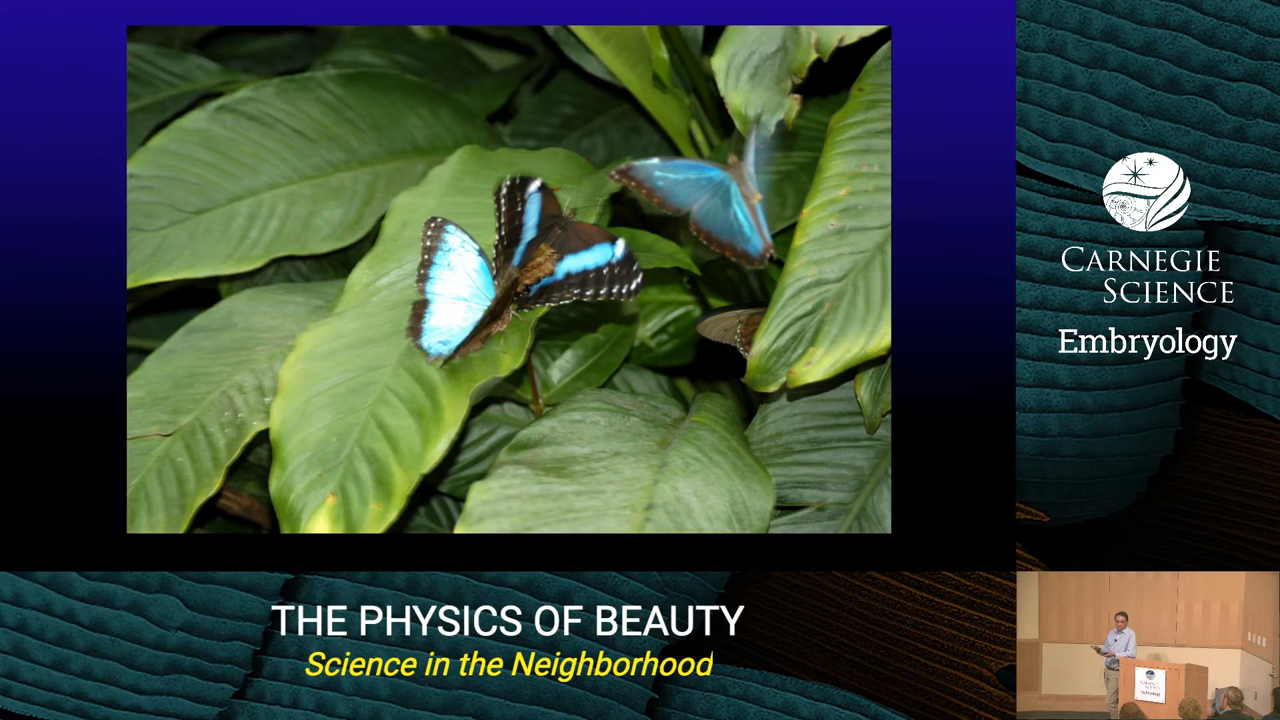 CARNEGIE
SCIENCE
Embryology
THE PHYSICS OF BEAUTY
Science in the Neighborhood